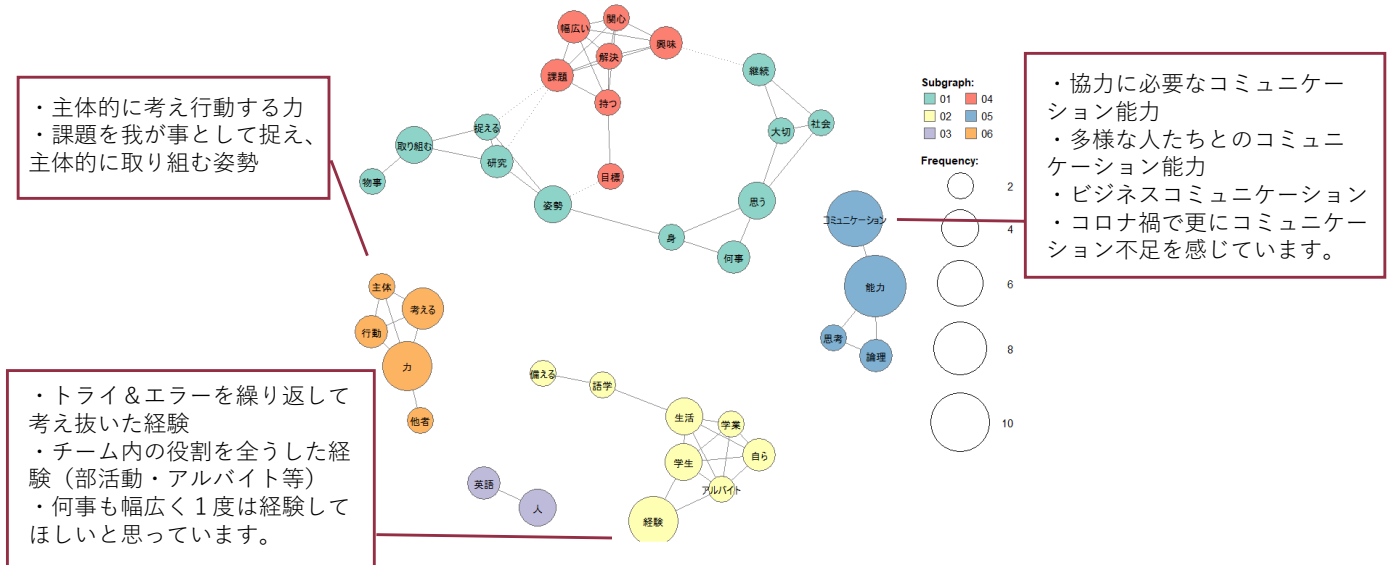 ・主体的に考え行動する力
・課題を我が事として捉え、
主体的に取り組む姿勢
・トライ＆エラーを繰り返して
考え抜いた経験
・チーム内の役割を全うした経
験（部活動・アルバイト等）
・何事も幅広く１度は経験して
ほしいと思っています。
関心
幅広い
興味
解決
課題
持つ
目標
継続
社会
大切
捉える
取り組む
研究
物事
姿勢
思う
身
何事
主体
考える
行動
力
他者
備える
語学
生活
学業
学生
自ら
アルバイト
経験
英語
人
コミュニケーション
能力
思考
論理
Subgraph:
01 04
02 05
03 06
Frequency:
2
4
6
8
10
・協力に必要なコミュニケー
ション能力
・多様な人たちとのコミュニ
ケーション能力
・ビジネスコミュニケーション
・コロナ禍で更にコミュニケー
ション不足を感じています。